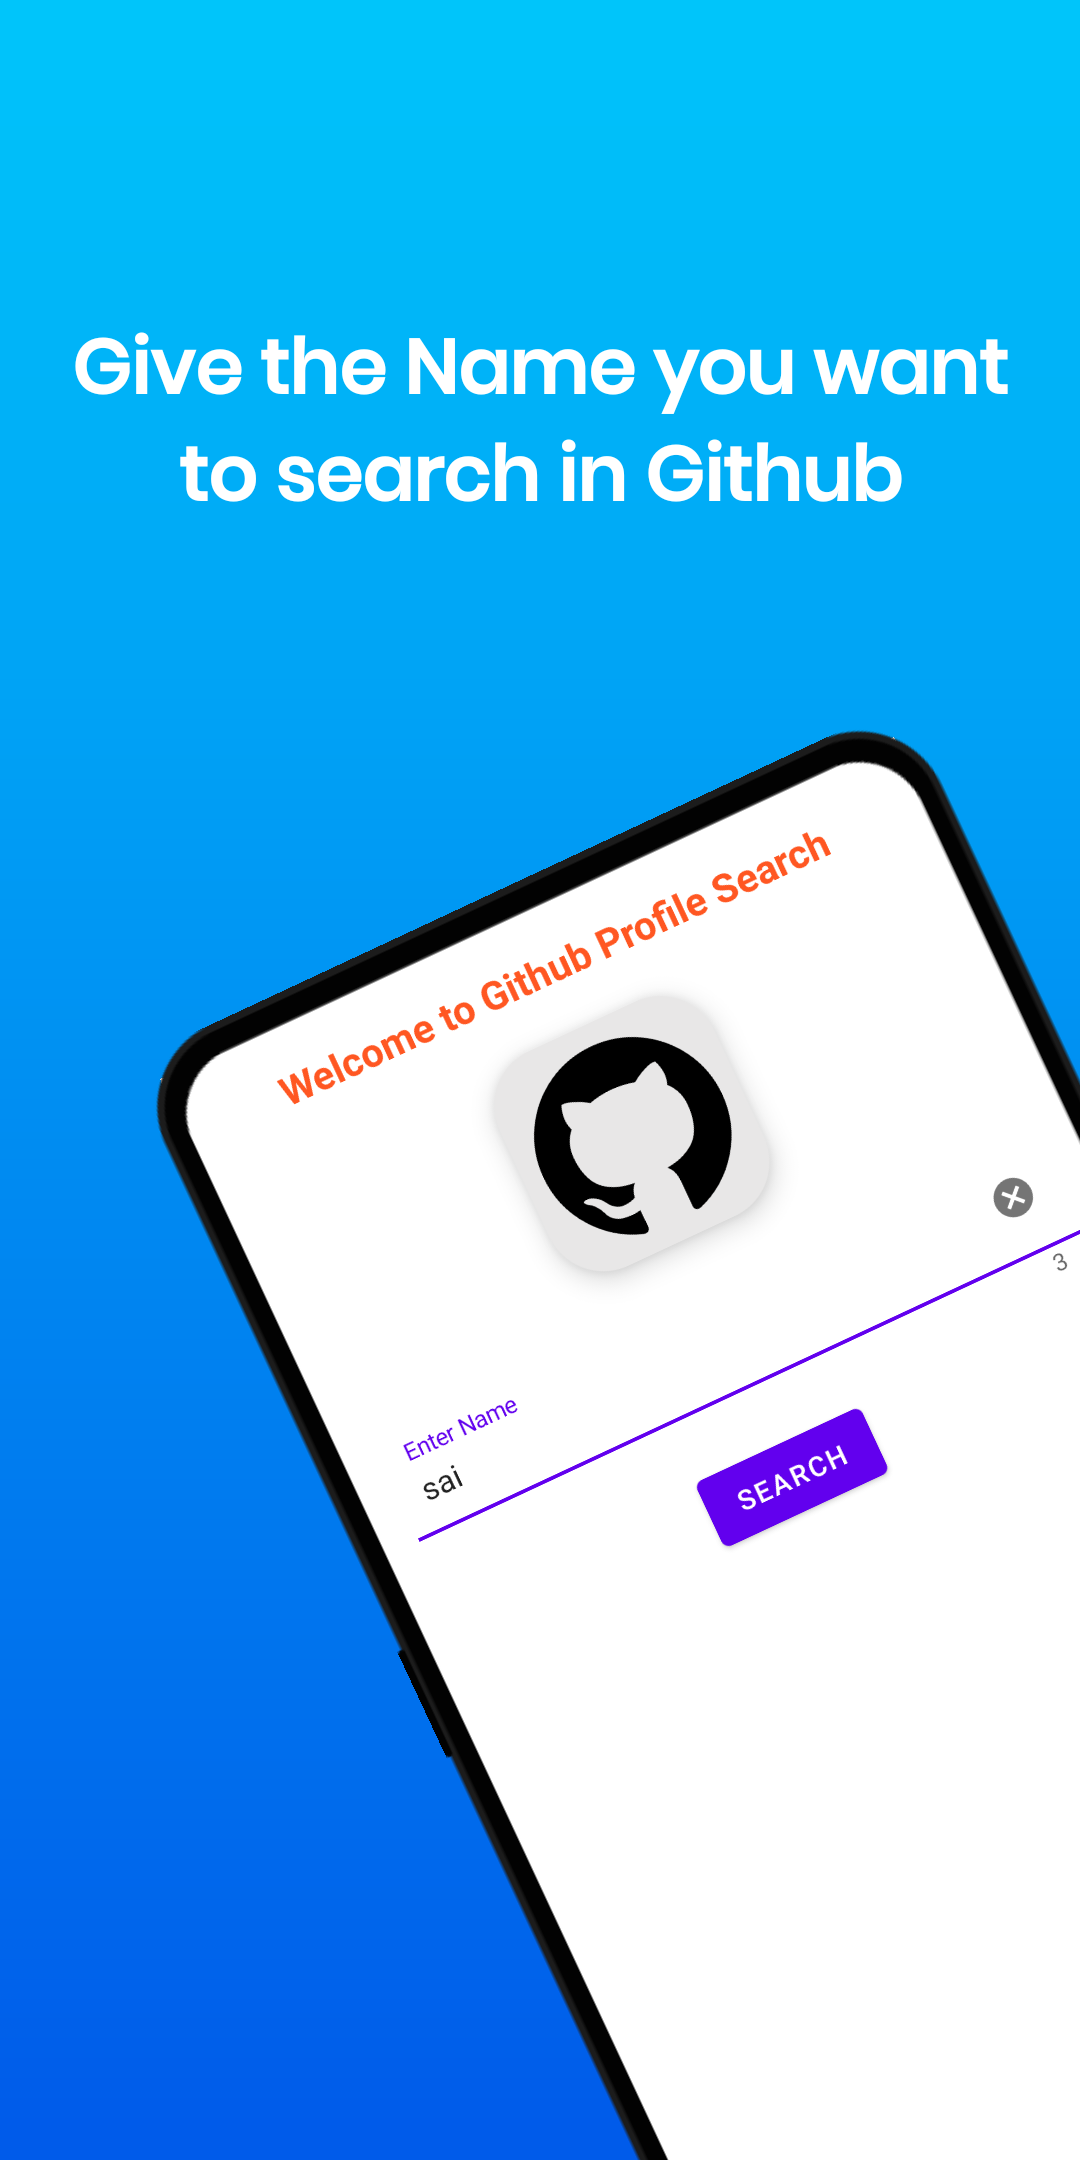 Give the Name you want
to search in Github
Welcome to Github Profile Search
Enter Name
sai
3
SEARCH